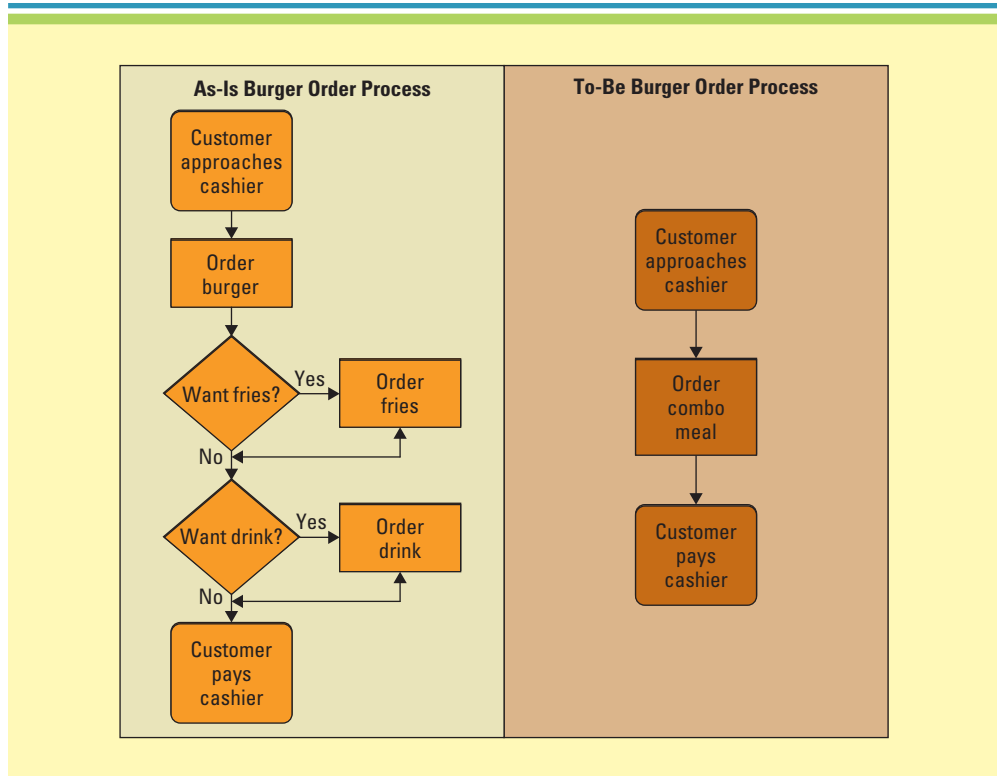 As-Is Burger Order Process
Customer
approaches
cashier
Order
burger
Want fries?
Yes
Order
fries
No
Want drink?
Yes
Order
drink
No
Customer
pays
cashier
To-Be Burger Order Process
Customer
approaches
cashier
Order
combo
meal
Customer
pays
cashier